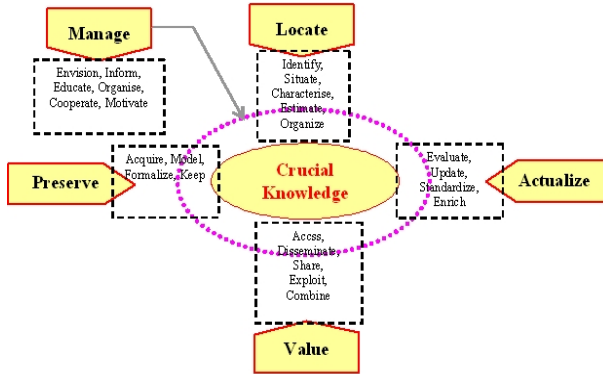 Manage
Envision, Inform,
Educate, Organise,
Cooperate, Motivate
Locate
Identify,
Situate,
Characterise,
Estimate,
Organize
Preserve
Acquire, Model,
Formalize, Keep
Crucial
Knowledge
Evaluate,
Update,
Standardize,
Enrich
Actualize
Accss,
Disseminate,
Share,
Exploit,
Combine
Value